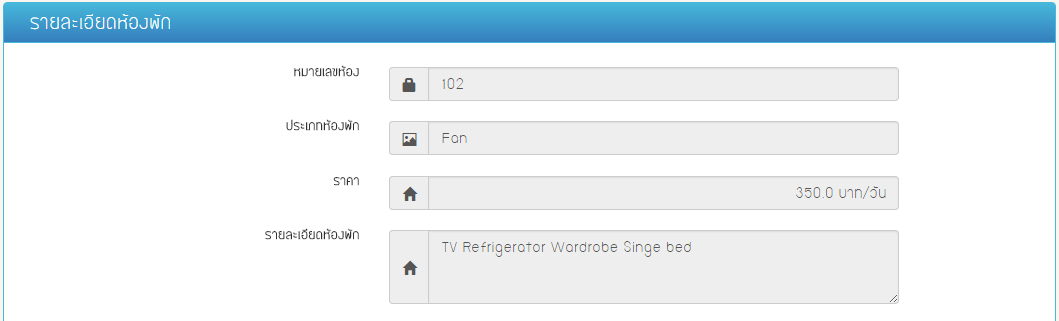 รายละเอียดห้องพัก
หมายเลขห้อง
102
ประเภทห้องพัก
Fan
ราคา
350.0 บาท/วัน
รายละเอียดห้องพัก
TV Refrigerator Wardrobe Singe bed